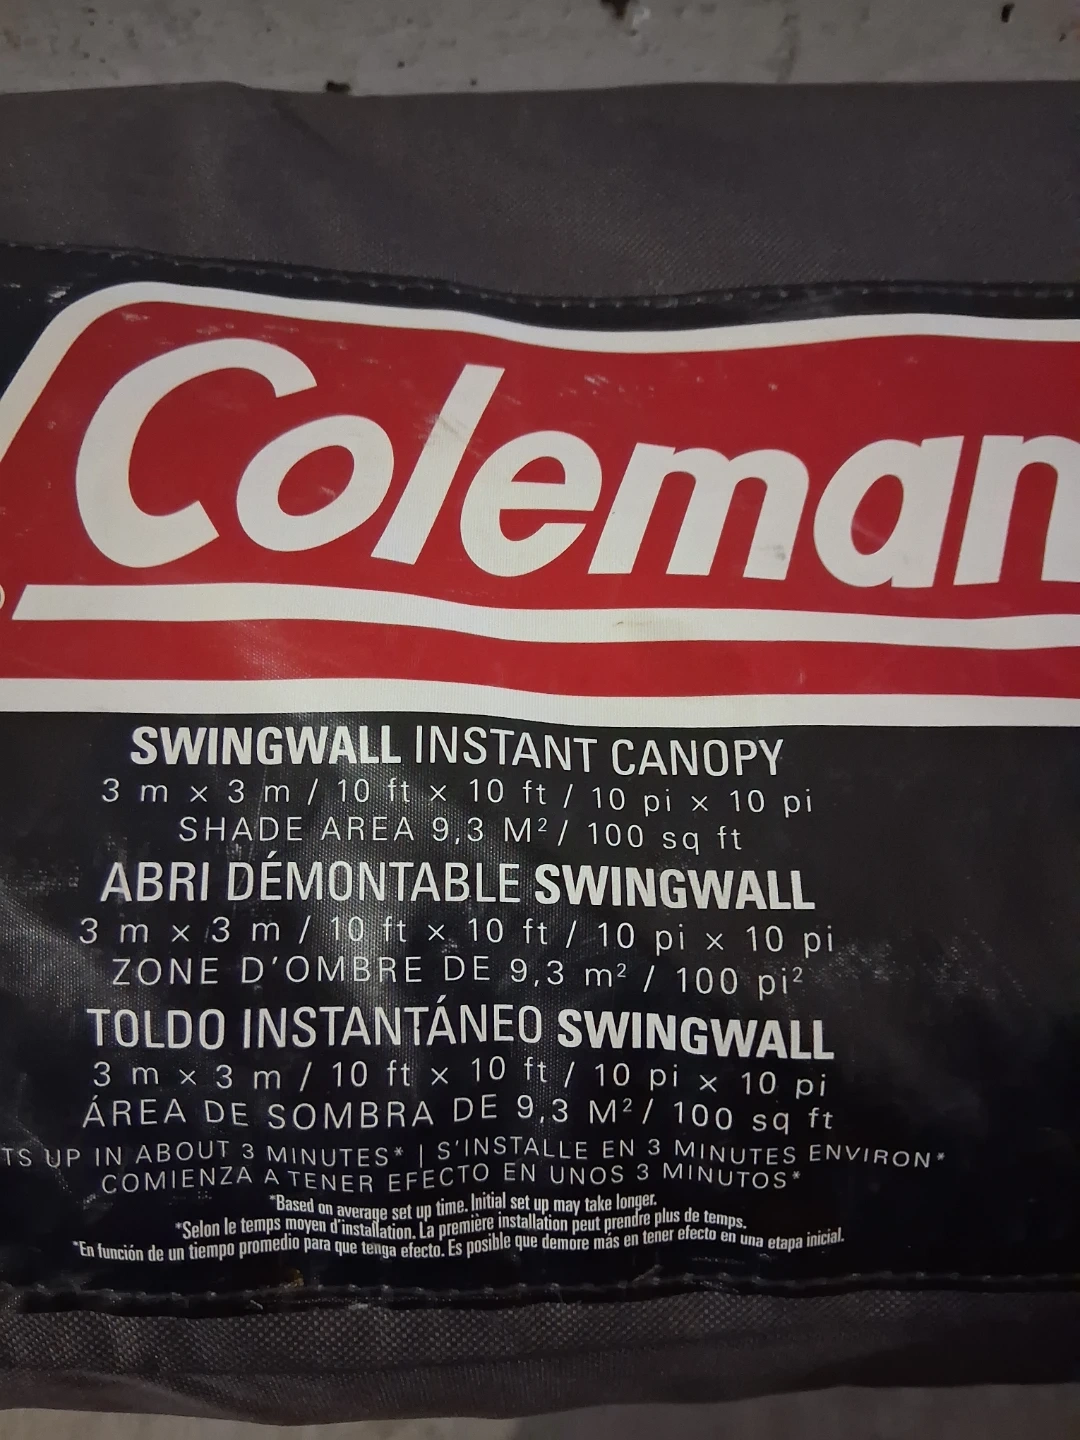 Coleman
SWINGWALL INSTANT CANOPY
3 m x 3 m / 10 ft x 10 ft / 10 pi x 10 pi
SHADE AREA 9,3 M² / 100 sq ft
ABRI DÉMONTABLE SWINGWALL
3 m x 3 m / 10 ft x 10 ft / 10 pi x 10 pi
ZONE D'OMBRE DE 9,3 m² / 100 pi²
TOLDO INSTANTÁNEO SWINGWALL
3 m x 3 m / 10 ft x 10 ft / 10 pi x 10 pi
ÁREA DE SOMBRA DE 9,3 M² / 100 sq ft
TS UP IN ABOUT 3 MINUTES* | S'INSTALLE EN 3 MINUTES ENVIRON*
COMIENZA A TENER EFECTO EN UNOS 3 MINUTOS*
*Based on average set up time. Initial set up may take longer.
*Selon le temps moyen d'installation. La première installation peut prendre plus de temps.
*En función de un tiempo promedio para que tenga efecto. Es posible que demore más en tener efecto en una etapa inicial.